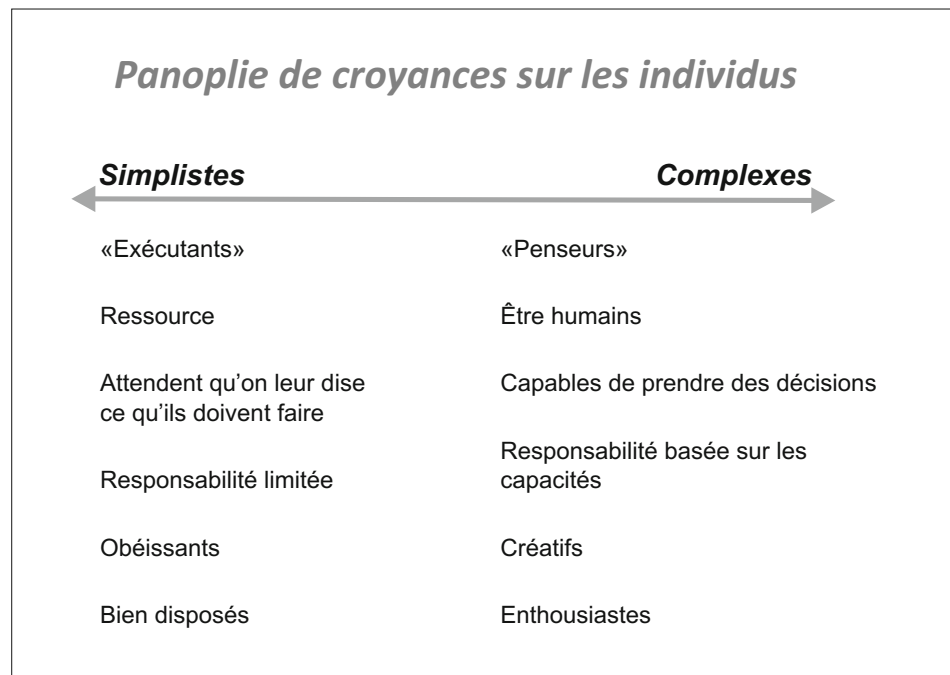 Panoplie de croyances sur les individus
Simplistes
Complexes
«Exécutants»
«Penseurs»
Ressource
Être humains
Attendent qu'on leur dise
ce qu'ils doivent faire
Capables de prendre des décisions
Responsabilité limitée
Responsabilité basée sur les
capacités
Obéissants
Créatifs
Bien disposés
Enthousiastes